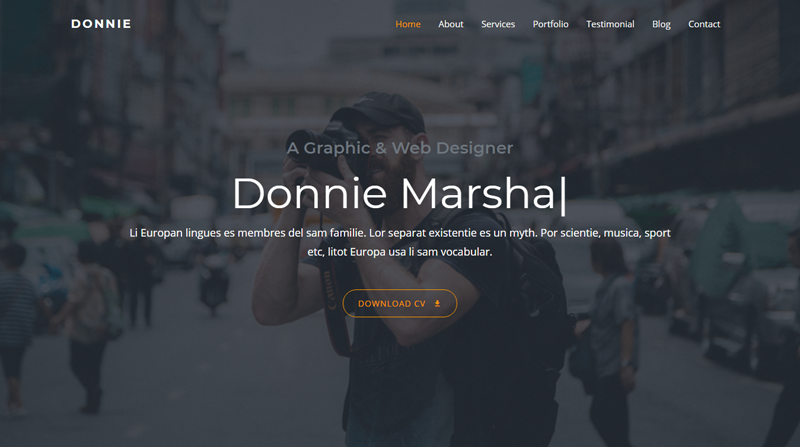 DONNIE
Home About Services Portfolio Testimonial Blog Contact
A Graphic & Web Designer
Donnie Marsha|
Li Europan lingues es membres del sam familie. Lor separat existentie es un myth. Por scientie, musica, sport
etc, litot Europa usa li sam vocabular.
DOWNLOAD CV
Canon